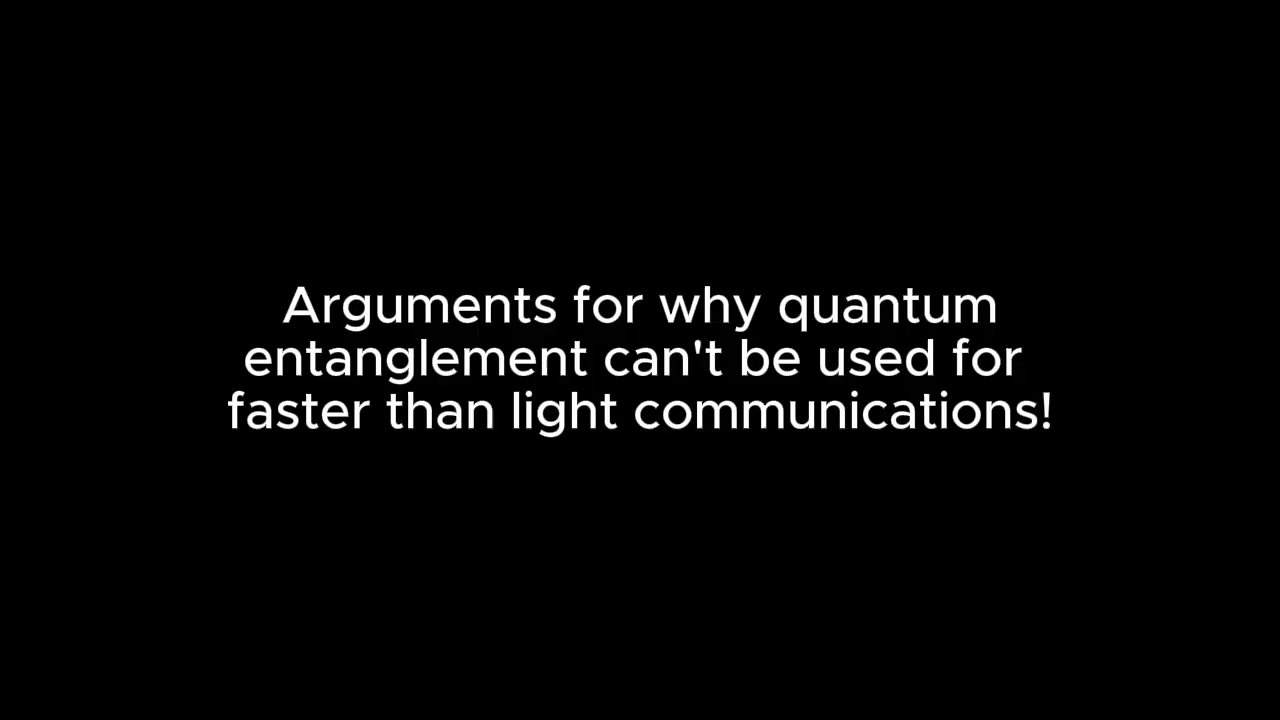 Arguments for why quantum
entanglement can't be used for
faster than light communications!